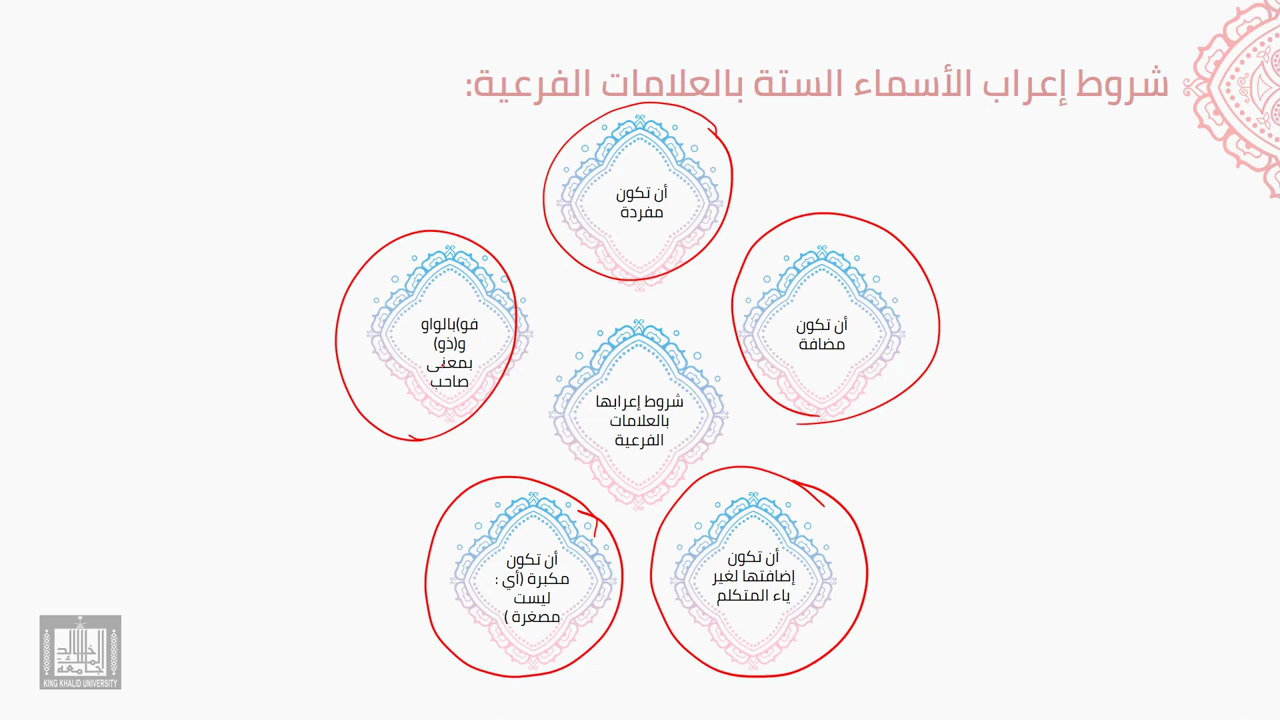 شروط إعراب الأسماء الستة بالعلامات الفرعية:
أن تكون
مفردة
أن تكون
مضافة
فو)بالواو
و(ذو)
بمعنى
صاحب
شروط إعرابها
بالعلامات
الفرعية
أن تكون
إضافتها لغير
ياء المتكلم
أن تكون
مكبرة (أي :
ليست
مصغرة )
جامعة الملك خالد
KING KHALID UNIVERSITY